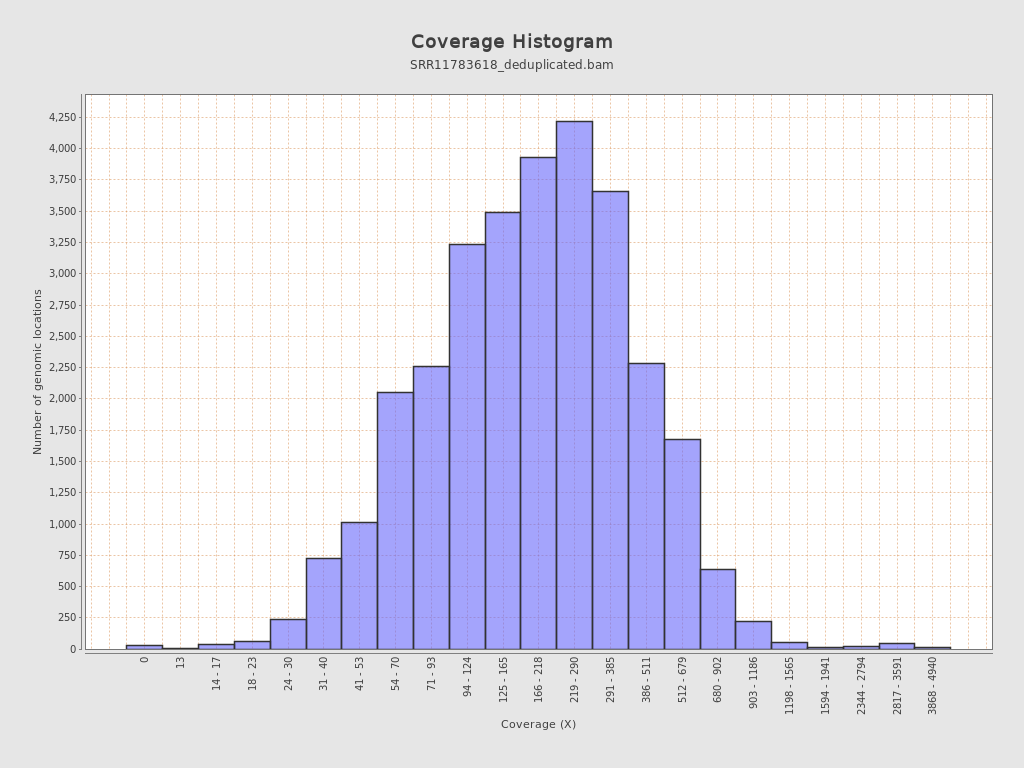 Coverage Histogram
SRR11783618_deduplicated.bam
Number of genomic locations
4,250
4,000
3,750
3,500
3,250
3,000
2,750
2,500
2,250
2,000
1,750
1,500
1,250
1,000
750
500
250
0
0
13
14 - 17
18 - 23
24 - 30
31 - 40
41 - 53
54 - 70
71 - 93
94 - 124
125 - 165
166 - 218
219 - 290
291 - 385
386 - 511
512 - 679
680 - 902
903 - 1186
1198 - 1565
1594 - 1941
2344 - 2794
2817 - 3591
3868 - 4940
Coverage (X)